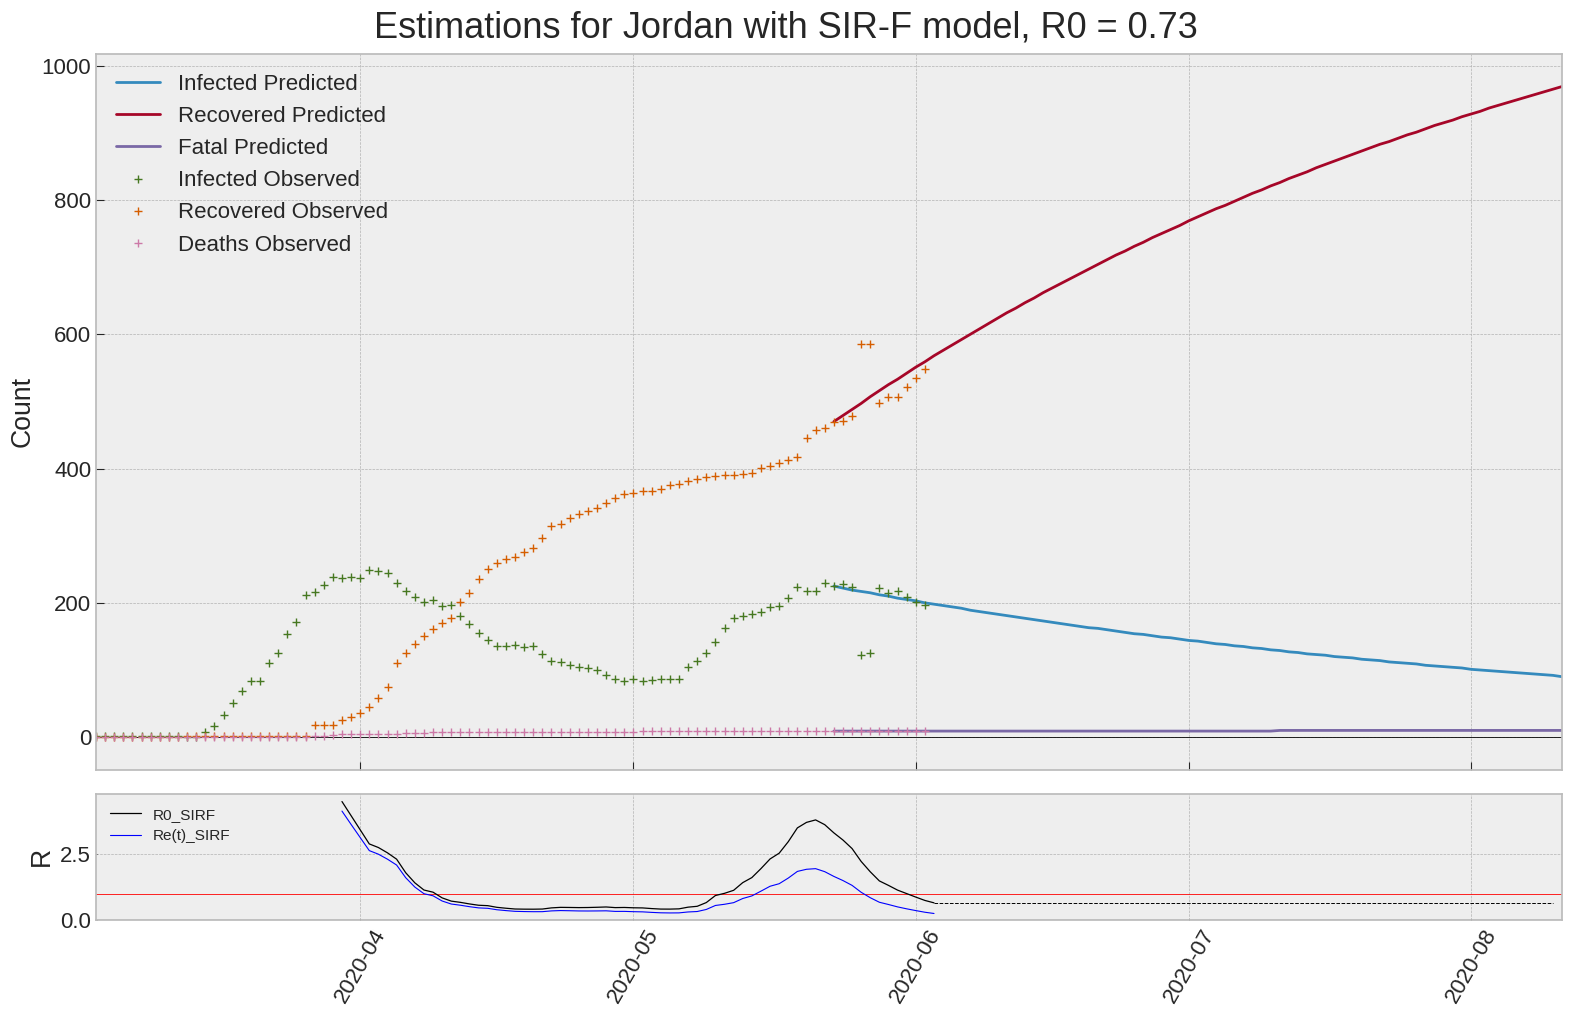 Estimations for Jordan with SIR-F model, R0 = 0.73
1000
800
600
400
200
0
Count
Infected Predicted
Recovered Predicted
Fatal Predicted
Infected Observed
Recovered Observed
Deaths Observed
R0_SIRF
Re(t)_SIRF
R
2.5
0.0
2020-04
2020-05
2020-06
2020-07
2020-08